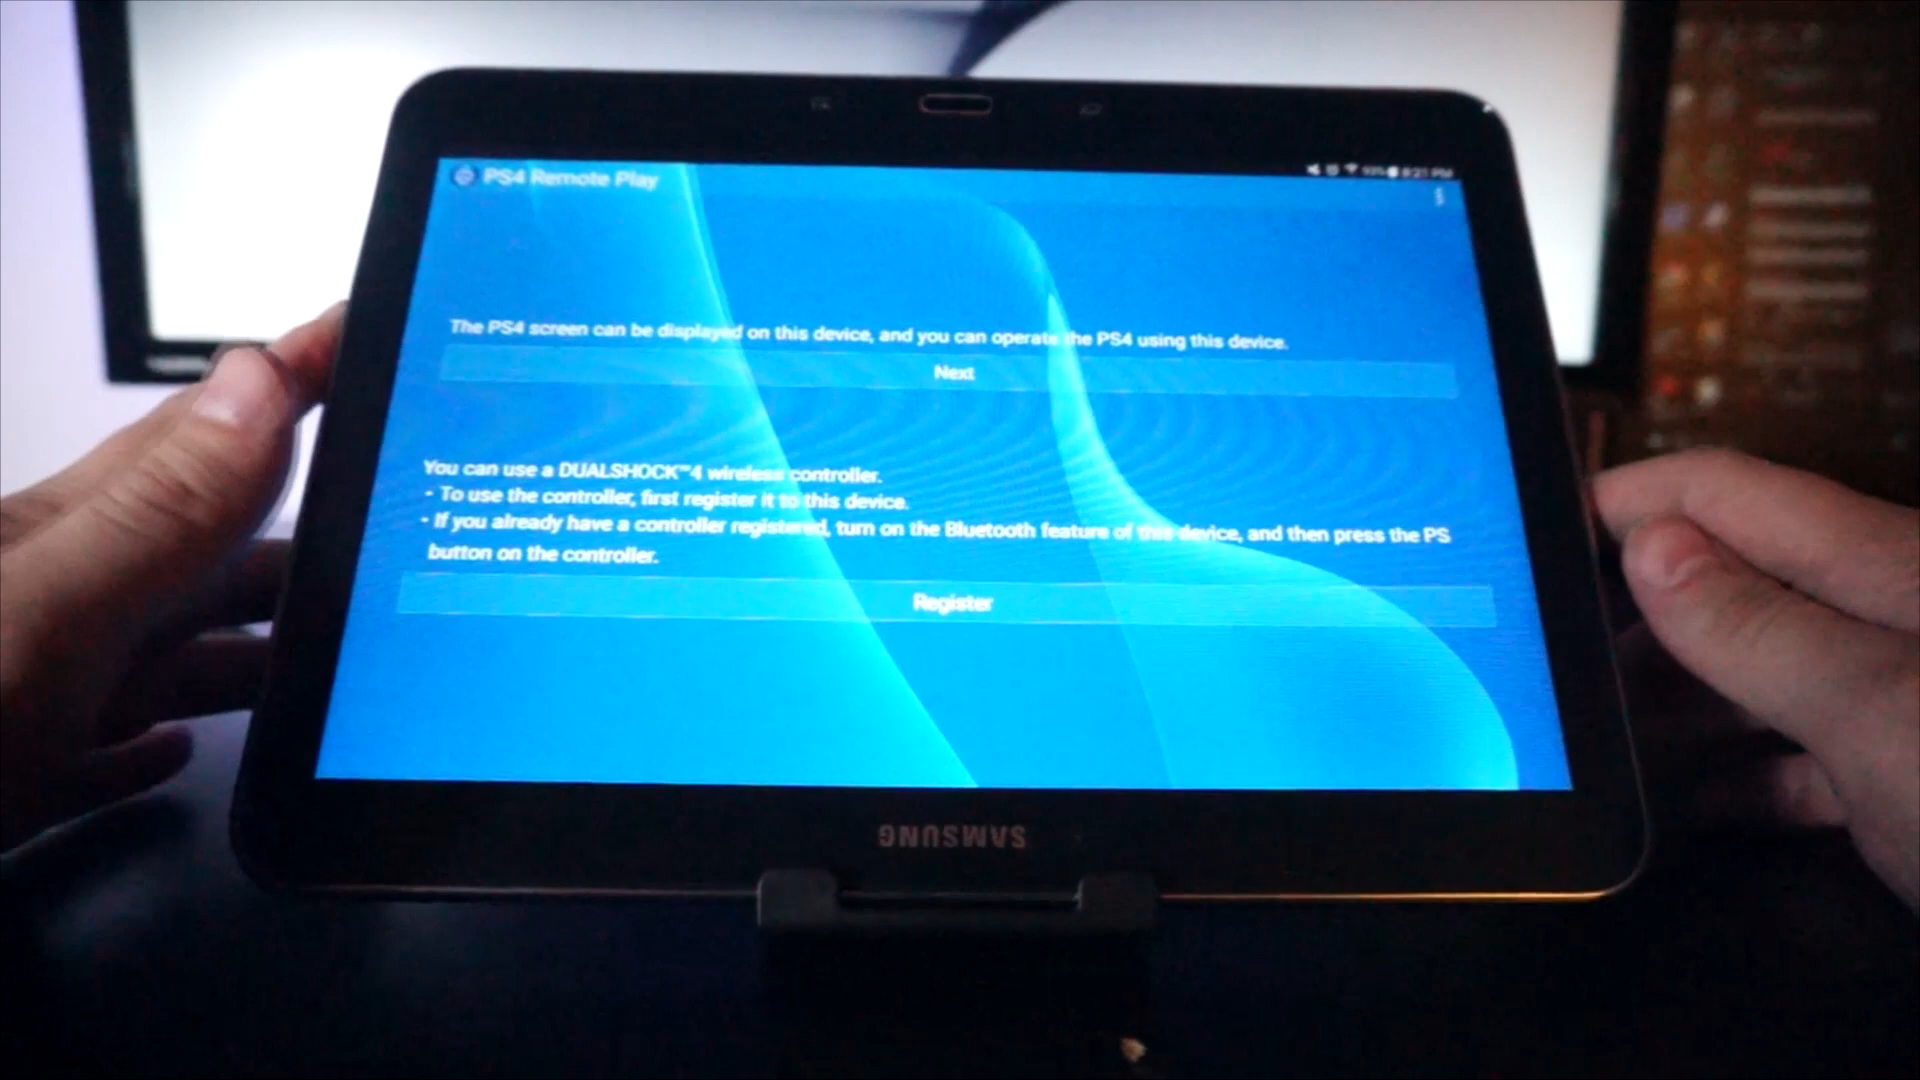 PS4 Remote Play
8:21 PM
The PS4 screen can be displayed on this device, and you can operate the PS4 using this device.
Next
You can use a DUALSHOCK™4 wireless controller.
• To use the controller, first register it to this device.
• If you already have a controller registered, turn on the Bluetooth feature of this device, and then press the PS
button on the controller.
Register
SAMSUNG